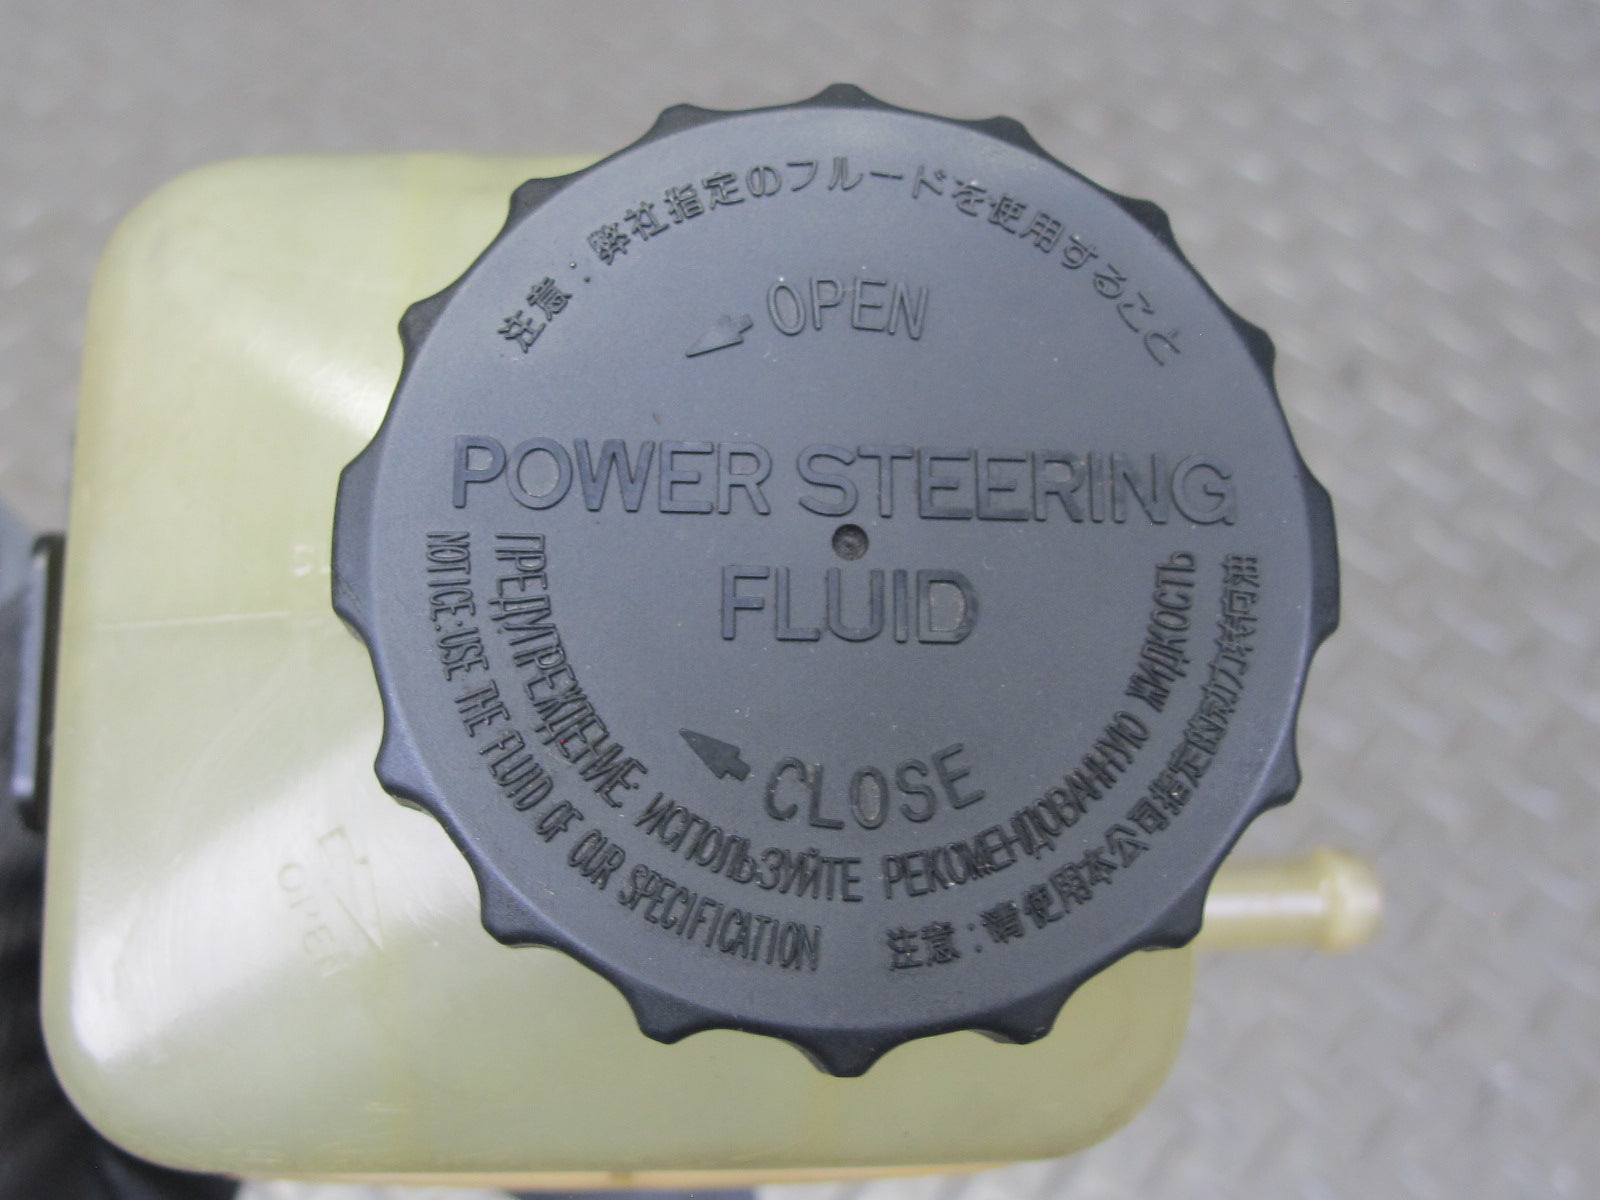 注意：弊社指定のフルードを使用すること
OPEN
POWER STEERING
FLUID
CLOSE
ПРЕДУПРЕЖДЕНИЕ: ИСПОЛЬЗУЙТЕ РЕКОМЕНДОВАННУЮ ЖИДКОСТЬ
NOTICE:USE THE FLUID OF OUR SPECIFICATION
注意：请使用本公司指定的动力转向油
OPEN